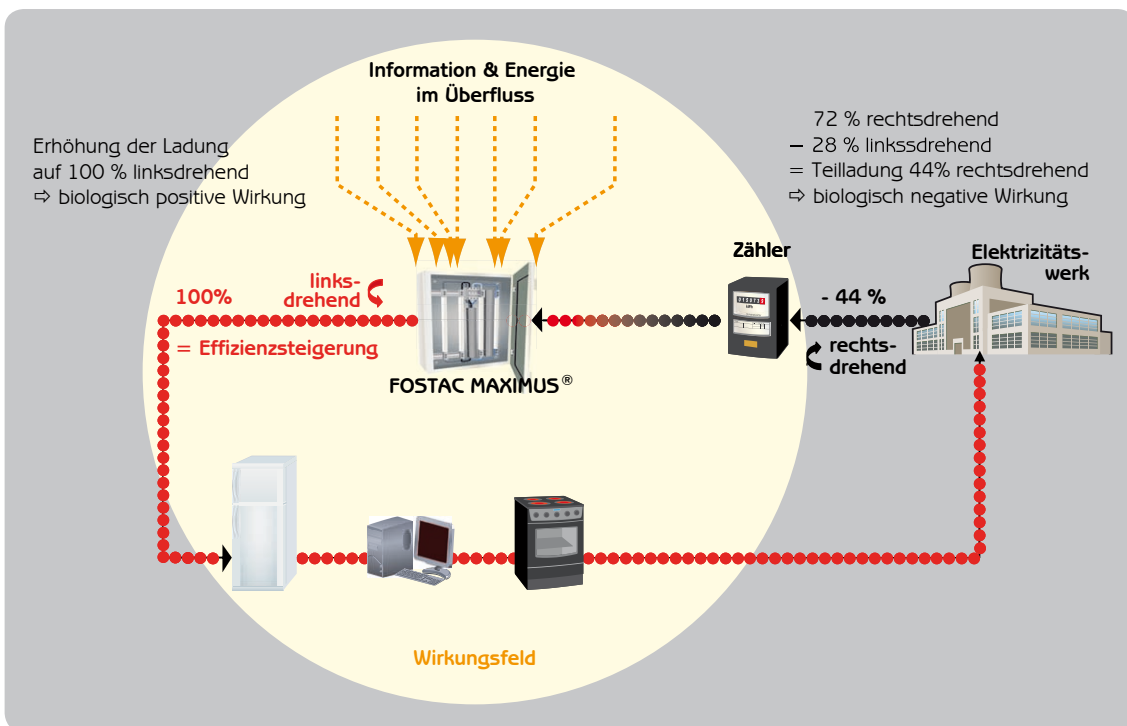 Information & Energie
im Überfluss
Erhöhung der Ladung
auf 100 % linksdrehend
⇨ biologisch positive Wirkung
72 % rechtsdrehend
– 28 % linkssdrehend
= Teilladung 44% rechtsdrehend
⇨ biologisch negative Wirkung
Zähler
Elektrizitäts-
werk
links-
drehend
100%
- 44 %
= Effizienzsteigerung
rechts-
drehend
FOSTAC MAXIMUS®
Wirkungsfeld